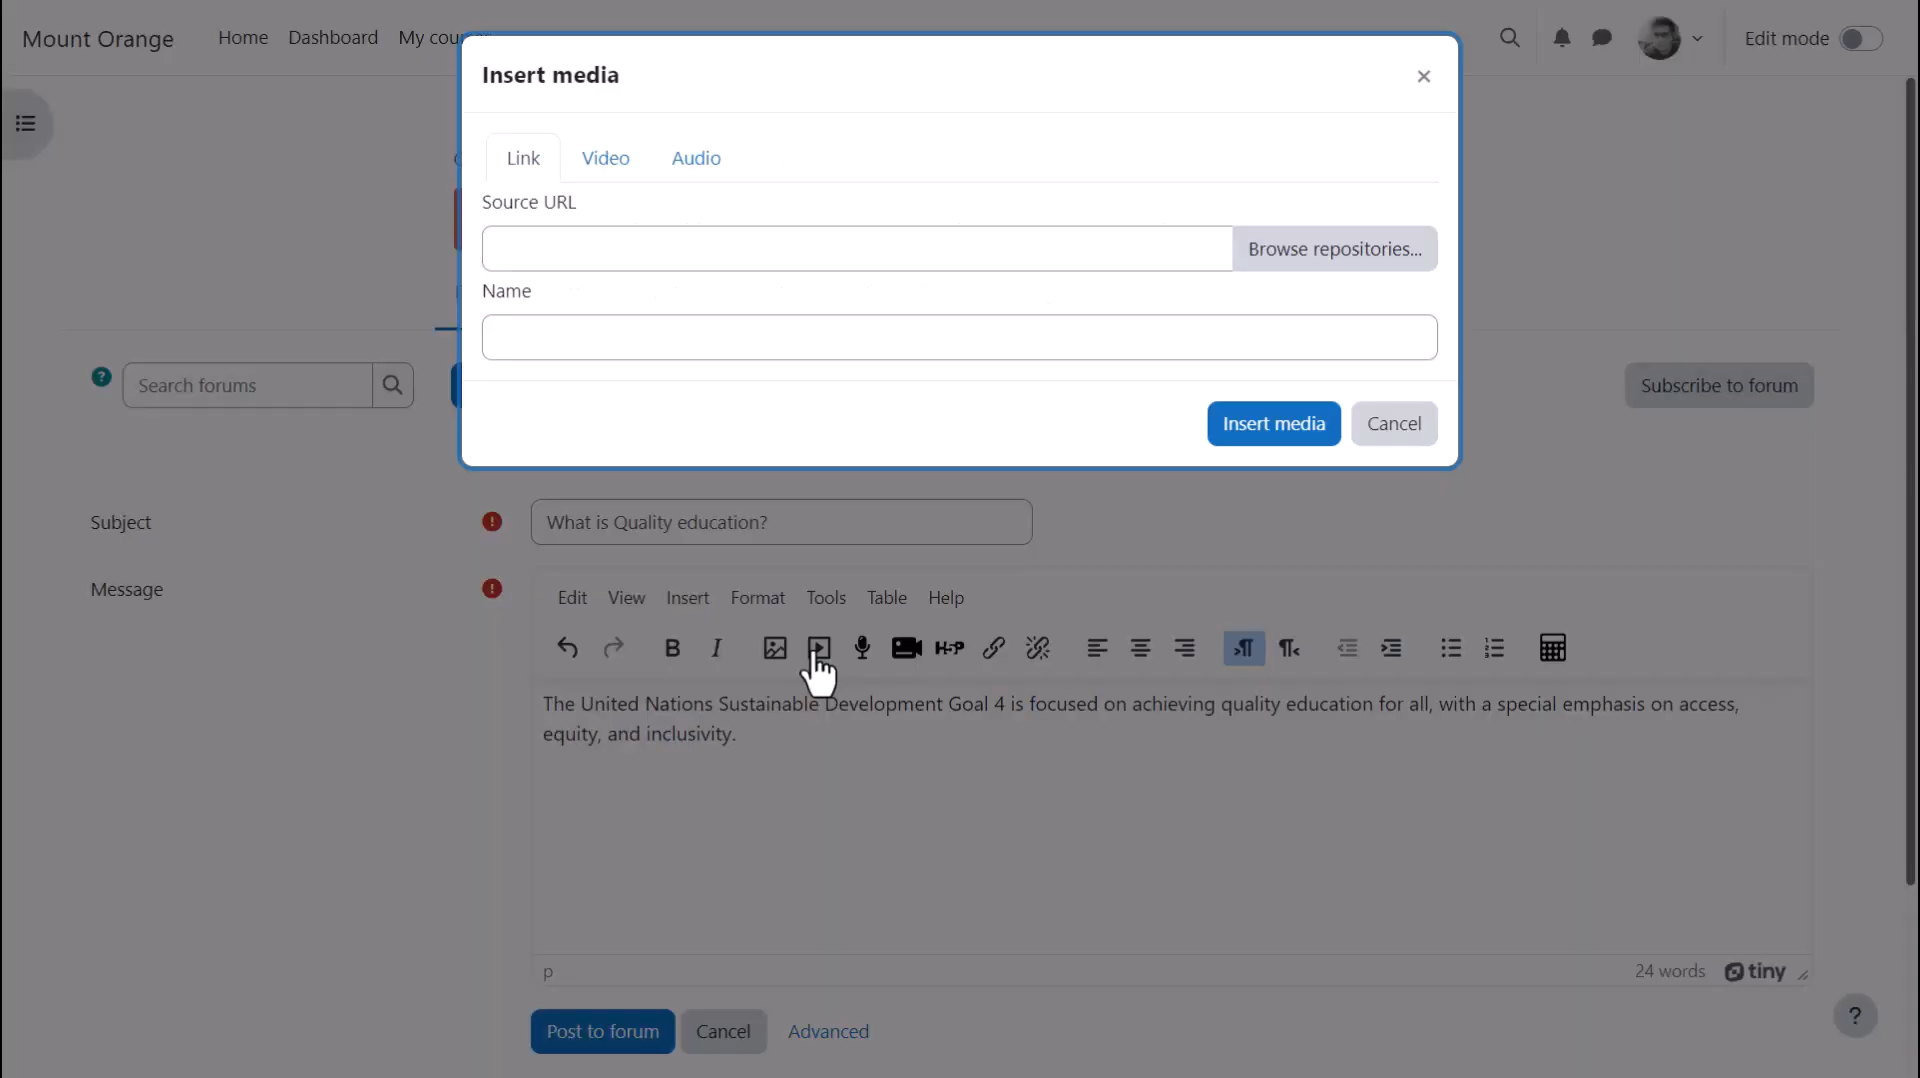 Mount Orange
Home
Dashboard
Edit mode
Insert media
Link
Video
Audio
Source URL
Browse repositories...
Name
Insert media
Cancel
Search forums
Subscribe to forum
Subject
What is Quality education?
Message
Edit
View
Insert
Format
Tools
Table
Help
B
I
H5P
The United Nations Sustainable Development Goal 4 is focused on achieving quality education for all, with a special emphasis on access,
equity, and inclusivity.
p
24 words
tiny
Post to forum
Cancel
Advanced
?